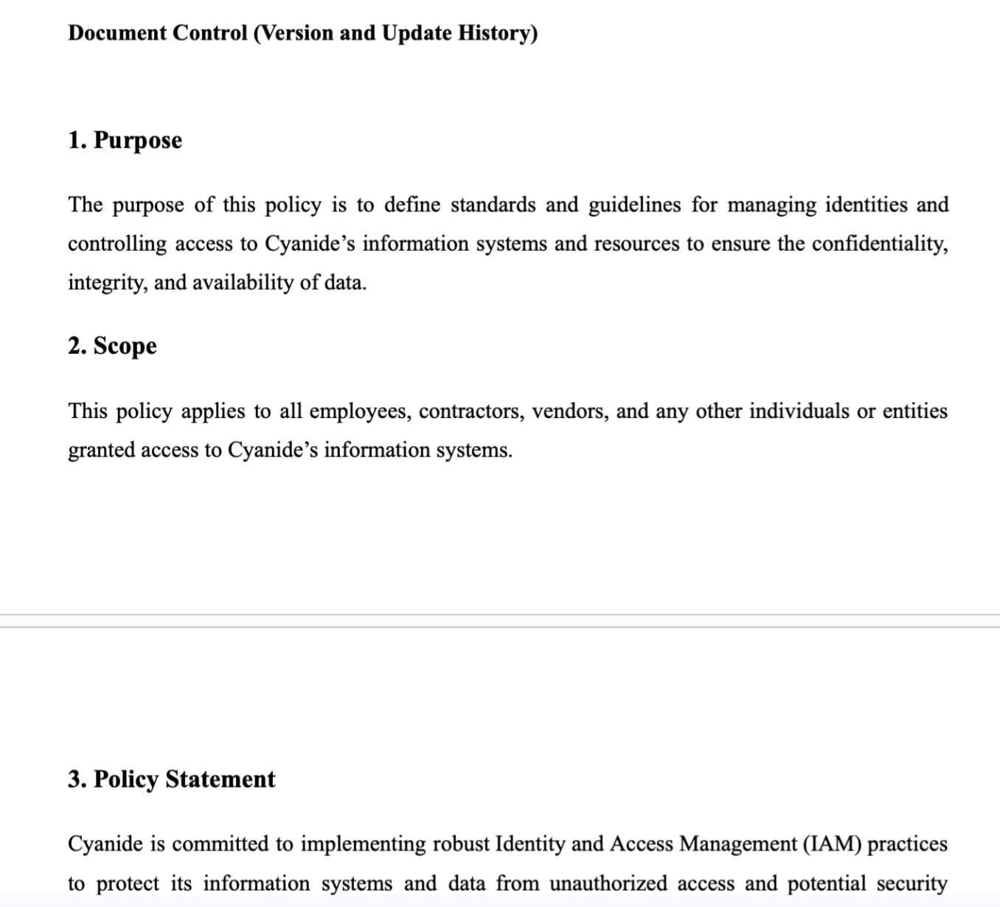 Document Control (Version and Update History)
1. Purpose
The purpose of this policy is to define standards and guidelines for managing identities and
controlling access to Cyanide’s information systems and resources to ensure the confidentiality,
integrity, and availability of data.
2. Scope
This policy applies to all employees, contractors, vendors, and any other individuals or entities
granted access to Cyanide’s information systems.
3. Policy Statement
Cyanide is committed to implementing robust Identity and Access Management (IAM) practices
to protect its information systems and data from unauthorized access and potential security